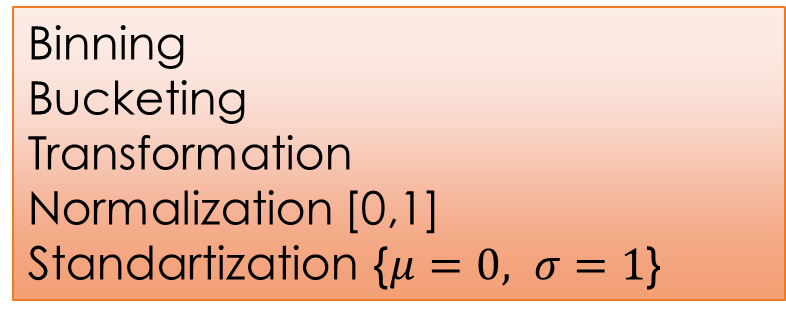 Binning
Bucketing
Transformation
Normalization [0,1]
Standartization {𝜇 = 0, 𝜎 = 1}